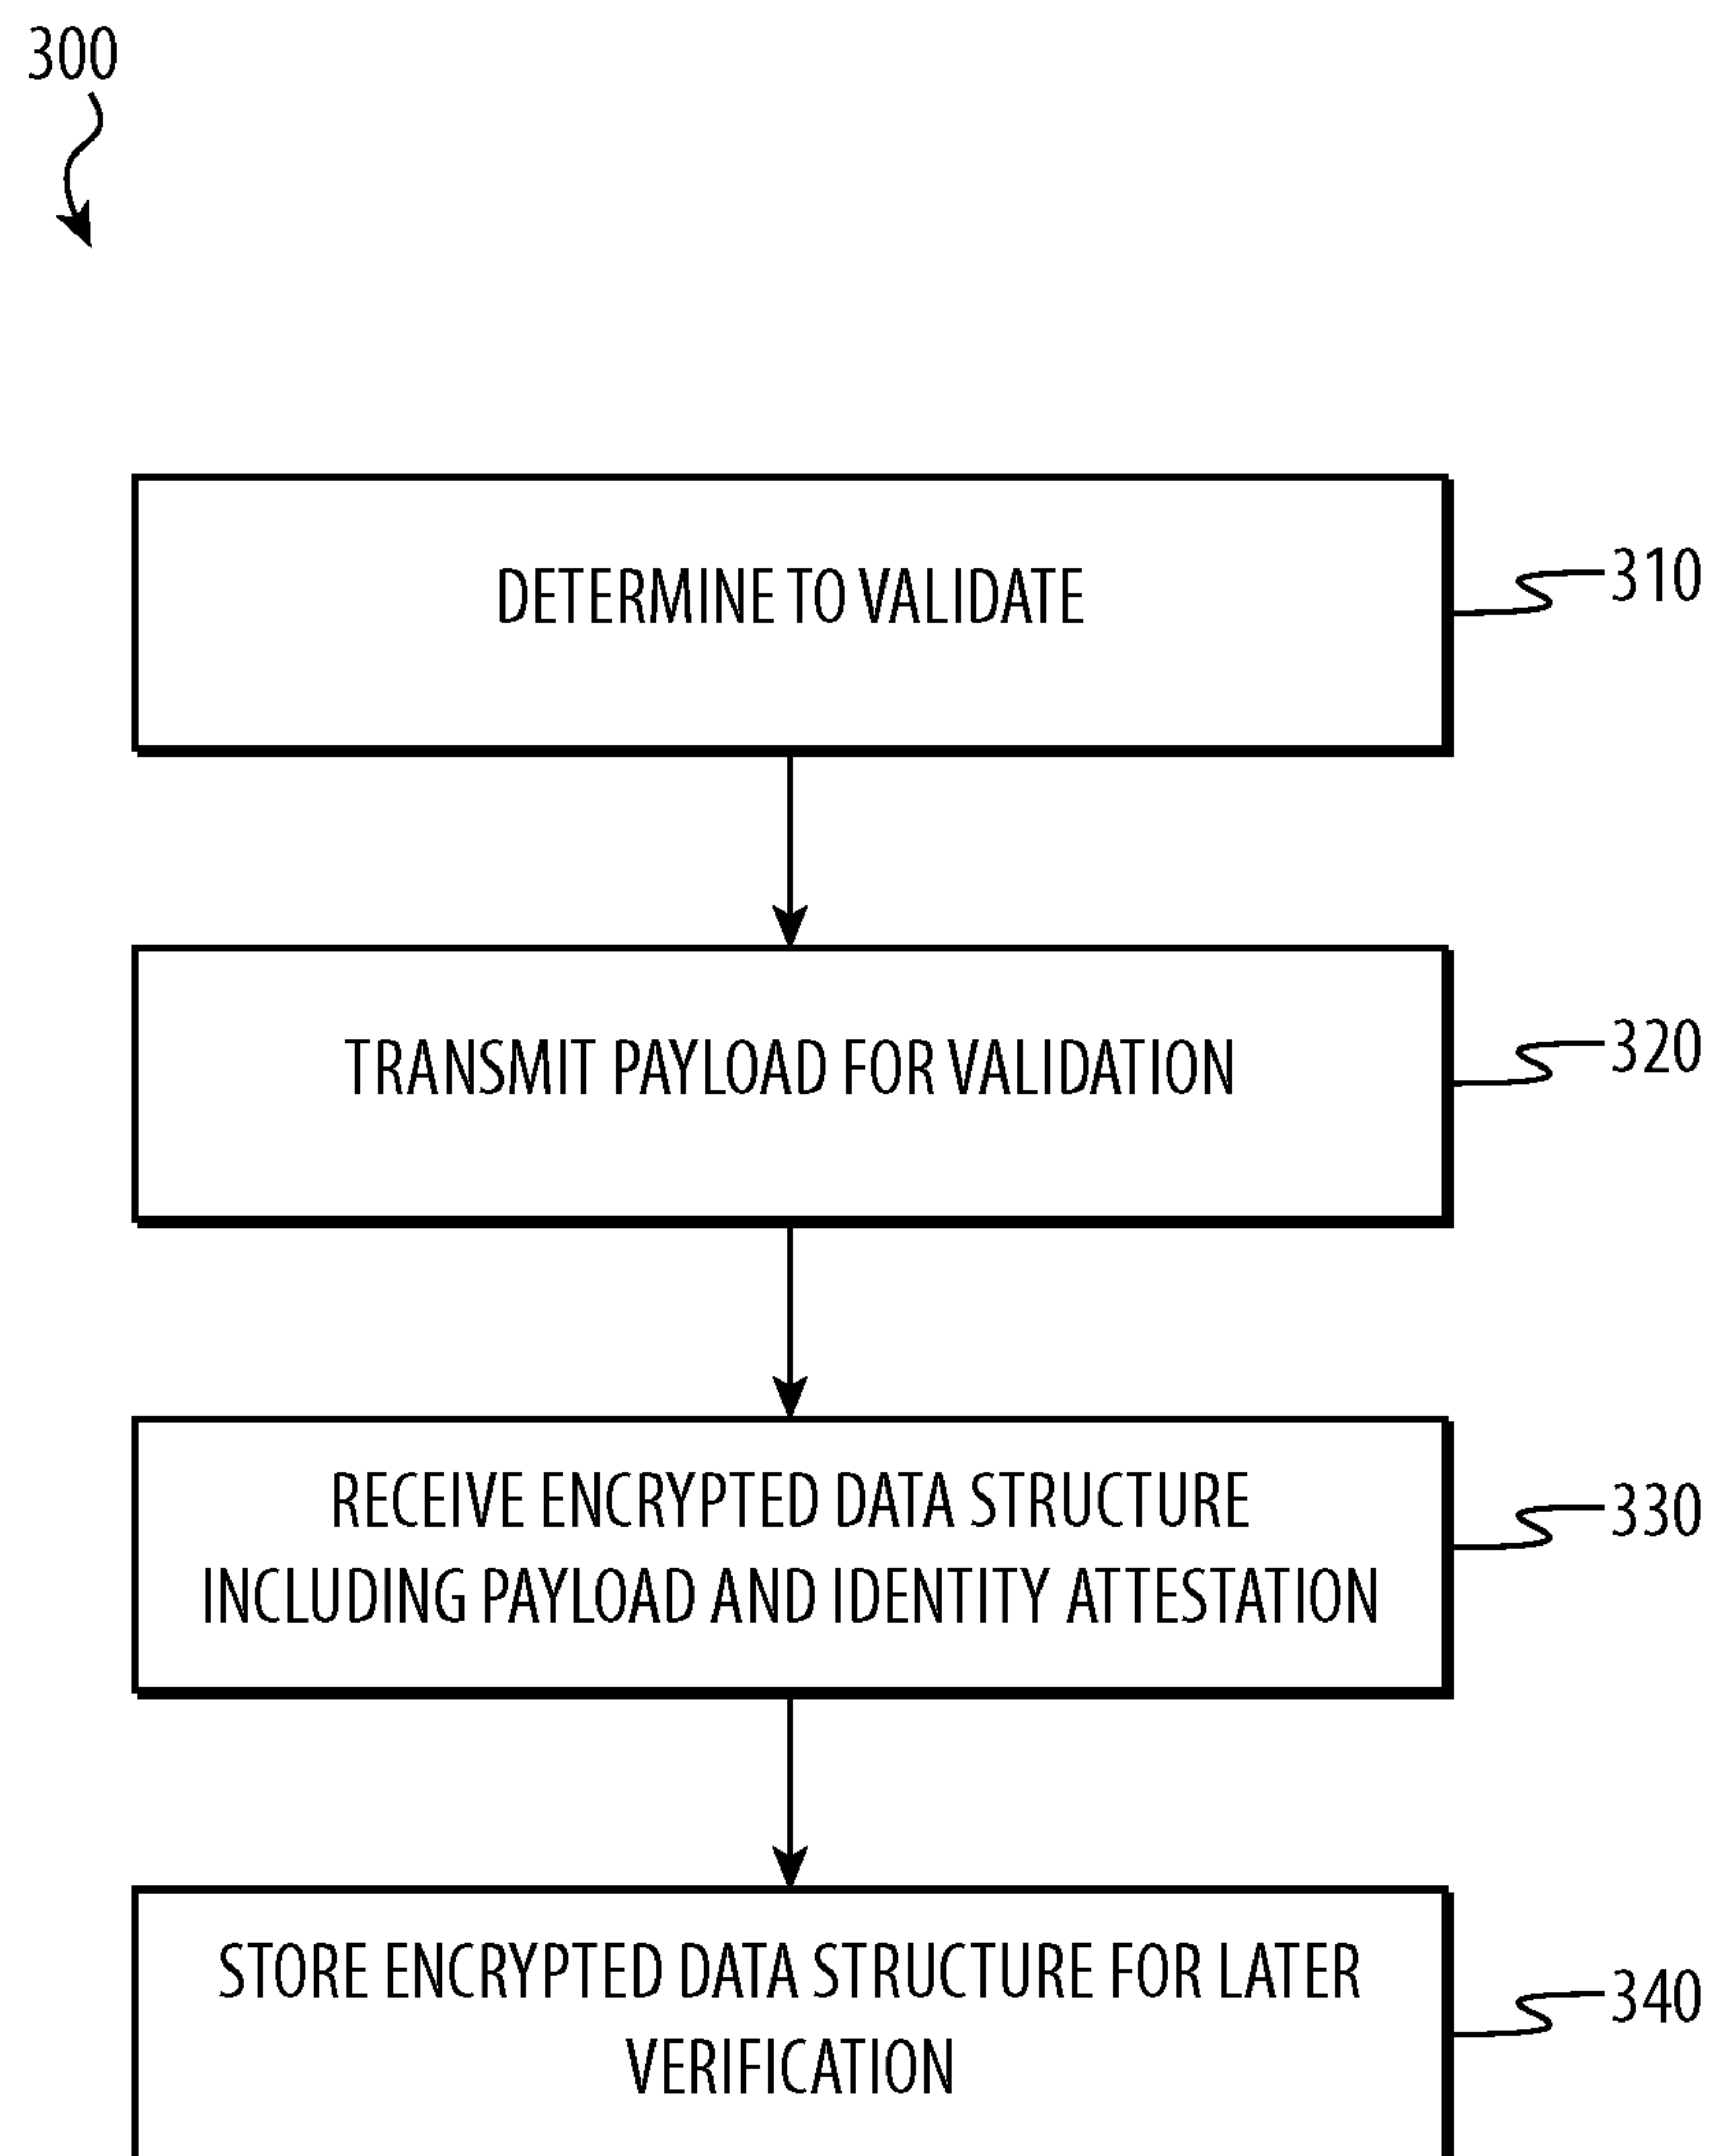 300
DETERMINE TO VALIDATE
310
TRANSMIT PAYLOAD FOR VALIDATION
320
RECEIVE ENCRYPTED DATA STRUCTURE
INCLUDING PAYLOAD AND IDENTITY ATTESTATION
330
STORE ENCRYPTED DATA STRUCTURE FOR LATER
VERIFICATION
340